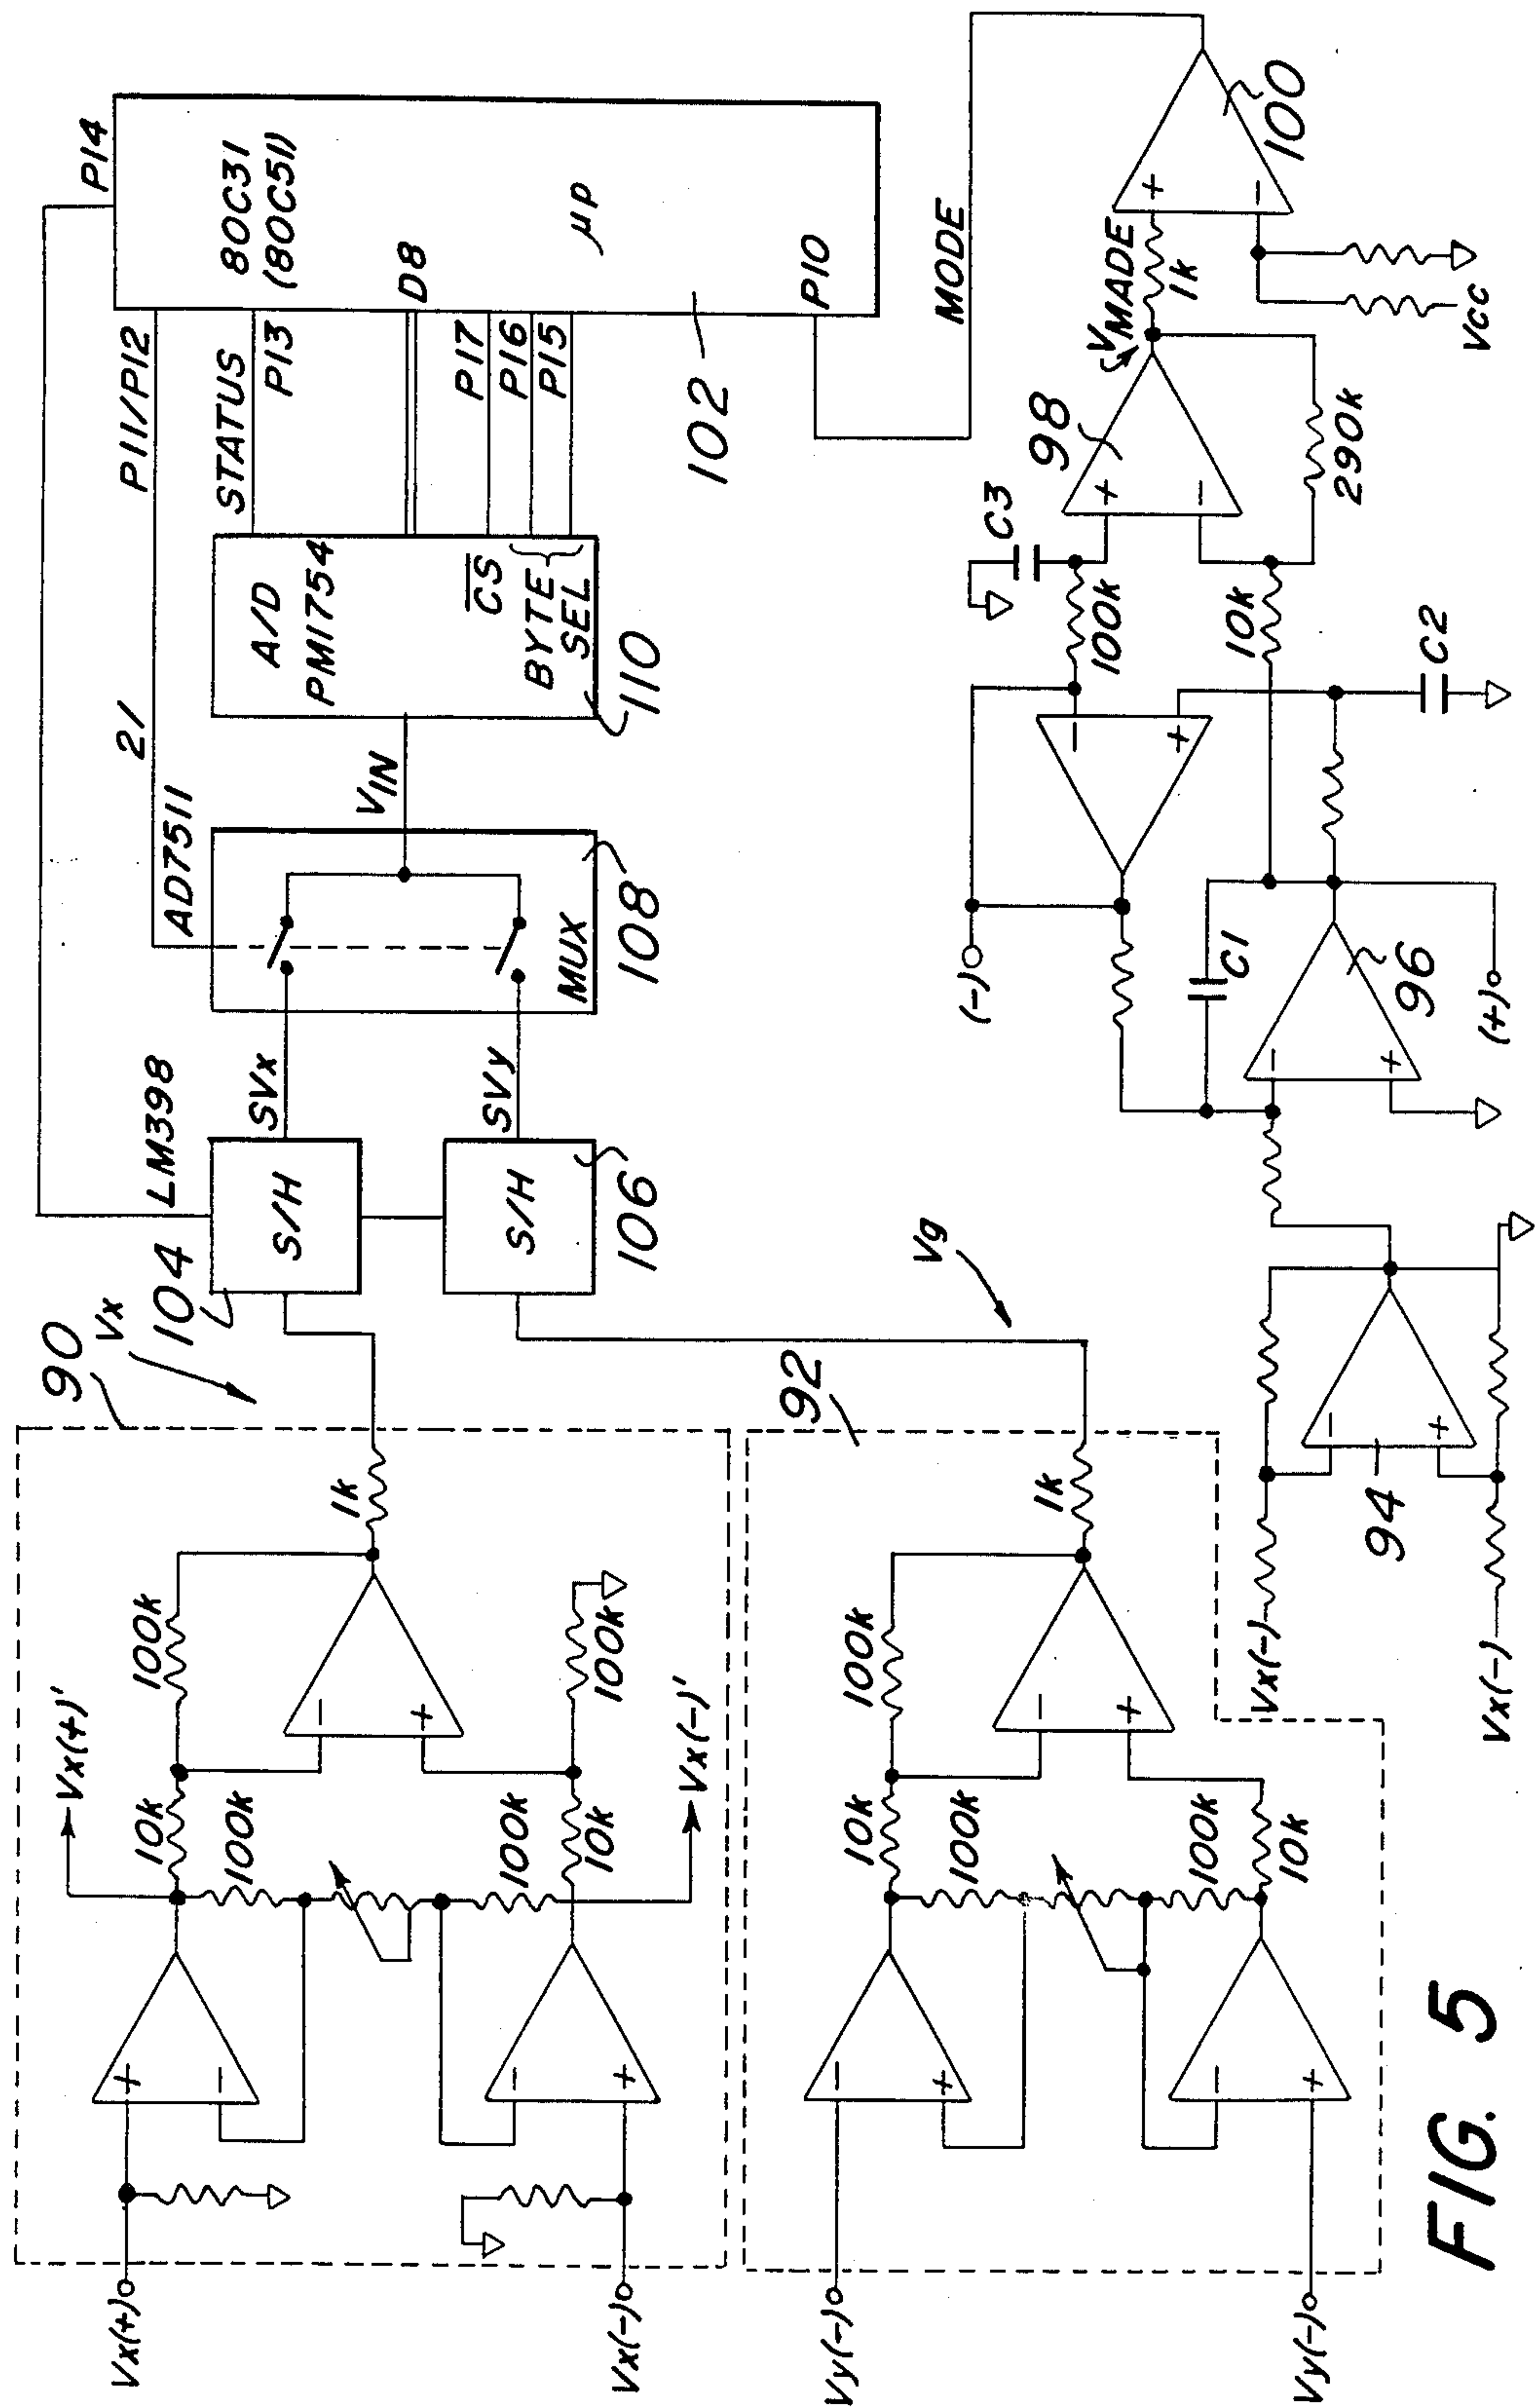 90
Vx
104
LM398
AD7511
2/
P11/P12
P14
Vx(+)
Vx(+)'
10k
100k
100k
100k
10k
100k
1k
Vx(-)'
Vx(-)
S/H
SVx
S/H
106
SVy
MUX
108
VIN
A/D
PM1754
CS
BYTE
SEL
110
STATUS
P13
D8
P17
P16
P15
80C31
(80C51)
μP
P10
102
MODE
92
Vg
Vy(-)
10k
100k
100k
100k
10k
1k
Vy(-)
Vx(-)
94
Vx(-)
(-)
C1
96
(+)
100k
C3
10k
C2
98
VMADE
290k
1k
100
Vcc
+
-
-
+
-
+
-
+
-
+
-
+
-
+
-
+
-
+
+
-
+
-
FIG. 5